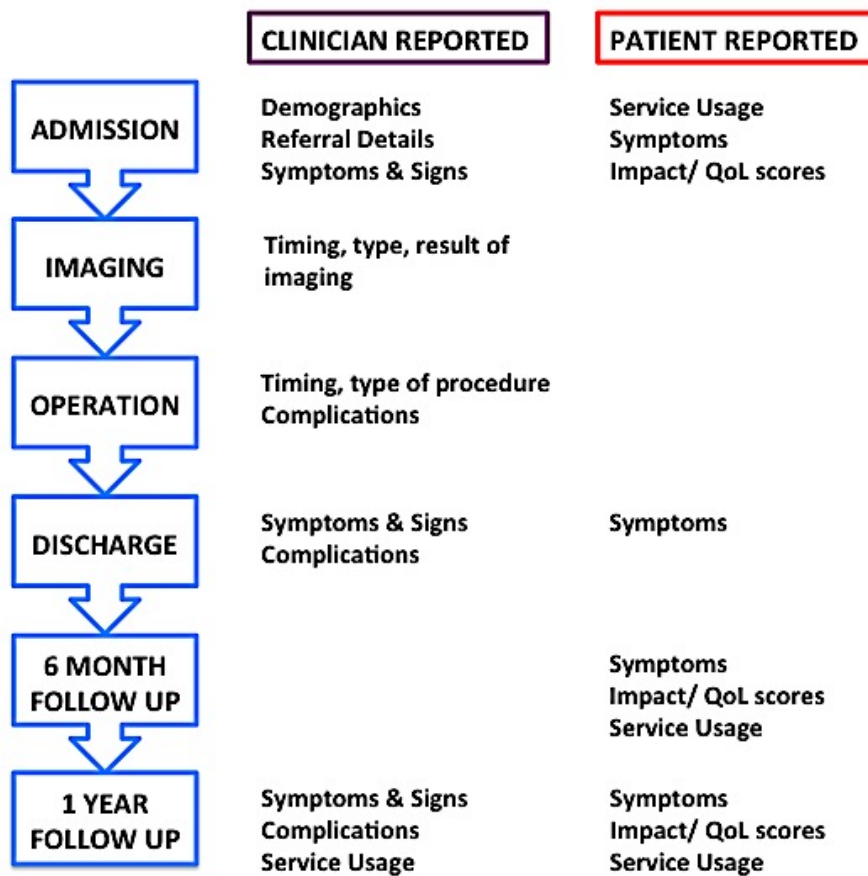 CLINICIAN REPORTED
PATIENT REPORTED
ADMISSION
Demographics
Referral Details
Symptoms & Signs
Service Usage
Symptoms
Impact/ QoL scores
IMAGING
Timing, type, result of
imaging
OPERATION
Timing, type of procedure
Complications
DISCHARGE
Symptoms & Signs
Complications
Symptoms
6 MONTH
FOLLOW UP
Symptoms
Impact/ QoL scores
Service Usage
1 YEAR
FOLLOW UP
Symptoms & Signs
Complications
Service Usage
Symptoms
Impact/ QoL scores
Service Usage